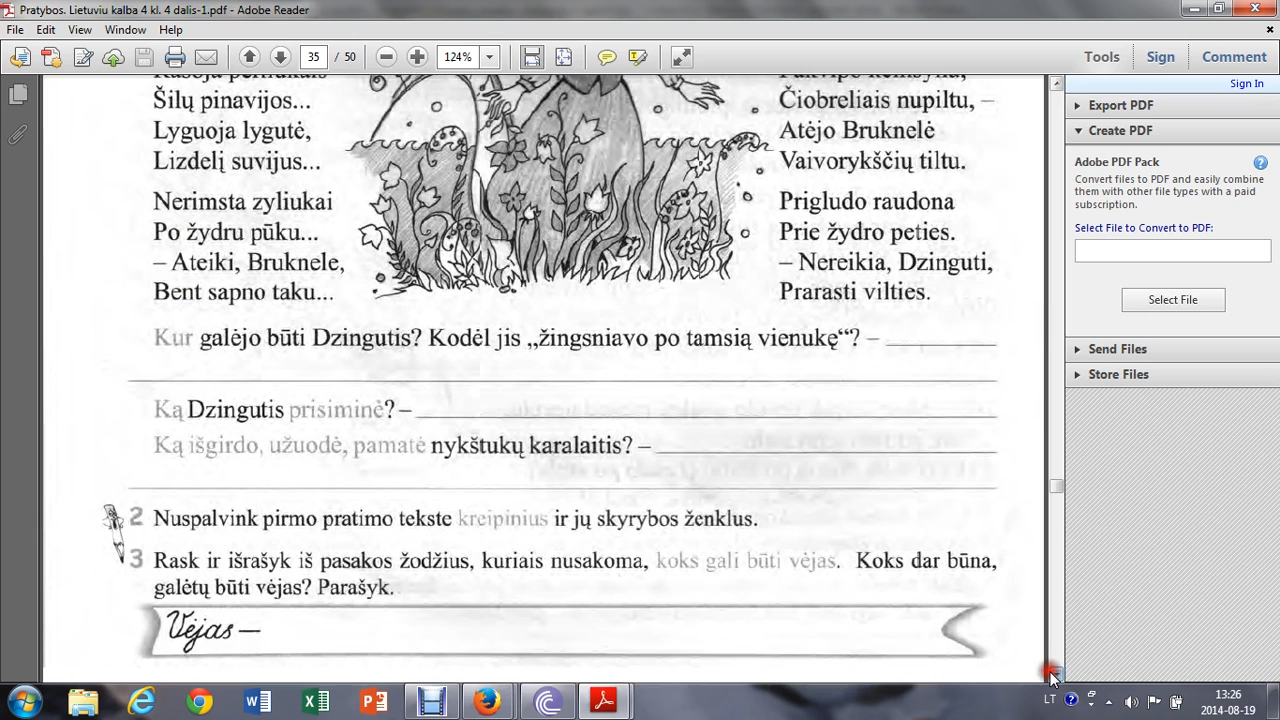 Pratybos. Lietuviu kalba 4 kl. 4 dalis-1.pdf - Adobe Reader
File Edit View Window Help
35 / 50 124% Tools Sign Comment
Sign In
Export PDF
Create PDF
Adobe PDF Pack
Convert files to PDF and easily combine
them with other file types with a paid
subscription.
Select File to Convert to PDF:
Select File
Send Files
Store Files
Šilų pinavijos...
Lyguoja lygutė,
Lizdelį suvijus...
Nerimsta zyliukai
Po žydru pūku...
– Ateiki, Bruknele,
Bent sapno taku...
Čiobreliais nupiltu, –
Atėjo Bruknelė
Vaivorykščių tiltu.
Prigludo raudona
Prie žydro peties.
– Nereikia, Dzinguti,
Prarasti vilties.
Kur galėjo būti Dzingutis? Kodėl jis „žingsniavo po tamsią vienukę“? –
Ką Dzingutis prisiminė? –
Ką išgirdo, užuodė, pamatė nykštukų karalaitis? –
2 Nuspalvink pirmo pratimo tekste kreipinius ir jų skyrybos ženklus.
3 Rask ir išrašyk iš pasakos žodžius, kuriais nusakoma, koks gali būti vėjas. Koks dar būna,
galėtų būti vėjas? Parašyk.
Vėjas –
LT 13:26
2014-08-19